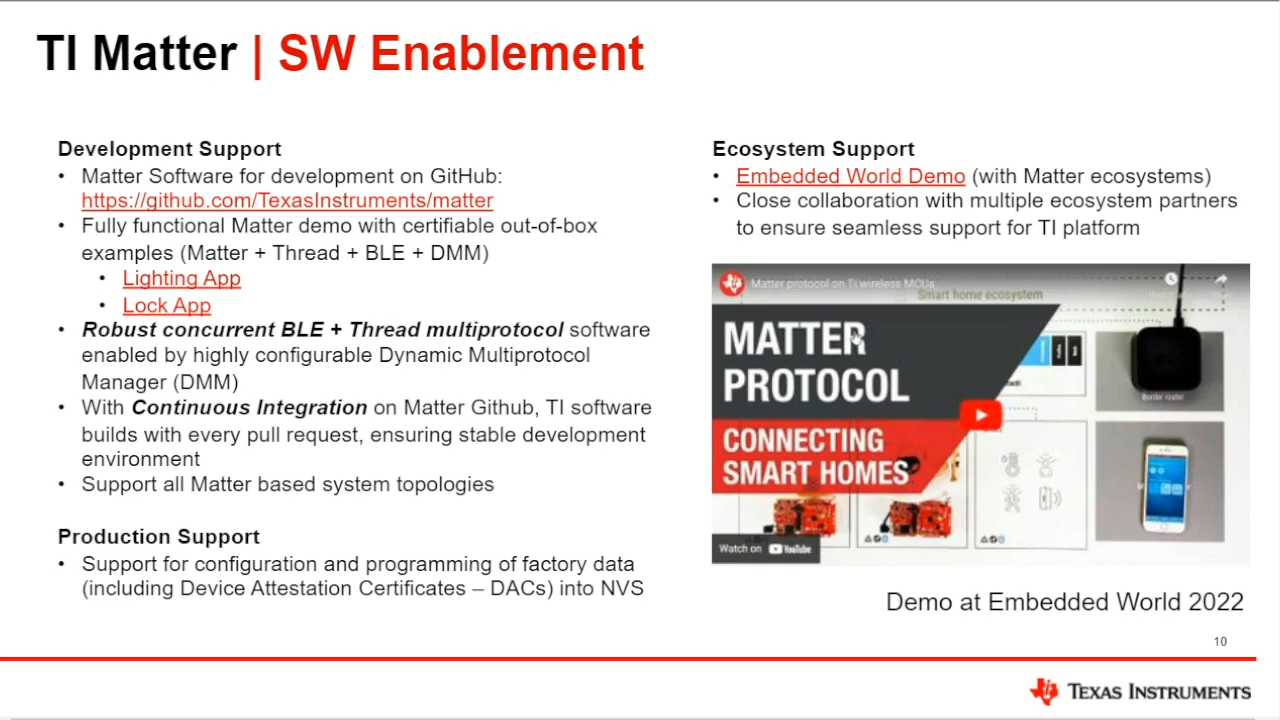 TI Matter | SW Enablement
Development Support
• Matter Software for development on GitHub:
https://github.com/TexasInstruments/matter
• Fully functional Matter demo with certifiable out-of-box
examples (Matter + Thread + BLE + DMM)
• Lighting App
• Lock App
• Robust concurrent BLE + Thread multiprotocol software
enabled by highly configurable Dynamic Multiprotocol
Manager (DMM)
• With Continuous Integration on Matter Github, TI software
builds with every pull request, ensuring stable development
environment
• Support all Matter based system topologies
Production Support
• Support for configuration and programming of factory data
(including Device Attestation Certificates – DACs) into NVS
Ecosystem Support
• Embedded World Demo (with Matter ecosystems)
• Close collaboration with multiple ecosystem partners
to ensure seamless support for TI platform
Matter protocol on TI wireless MCUs
Smart home ecosystem
MATTER
PROTOCOL
CONNECTING
SMART HOMES
Border router
Watch on YouTube
Demo at Embedded World 2022
10
TEXAS INSTRUMENTS